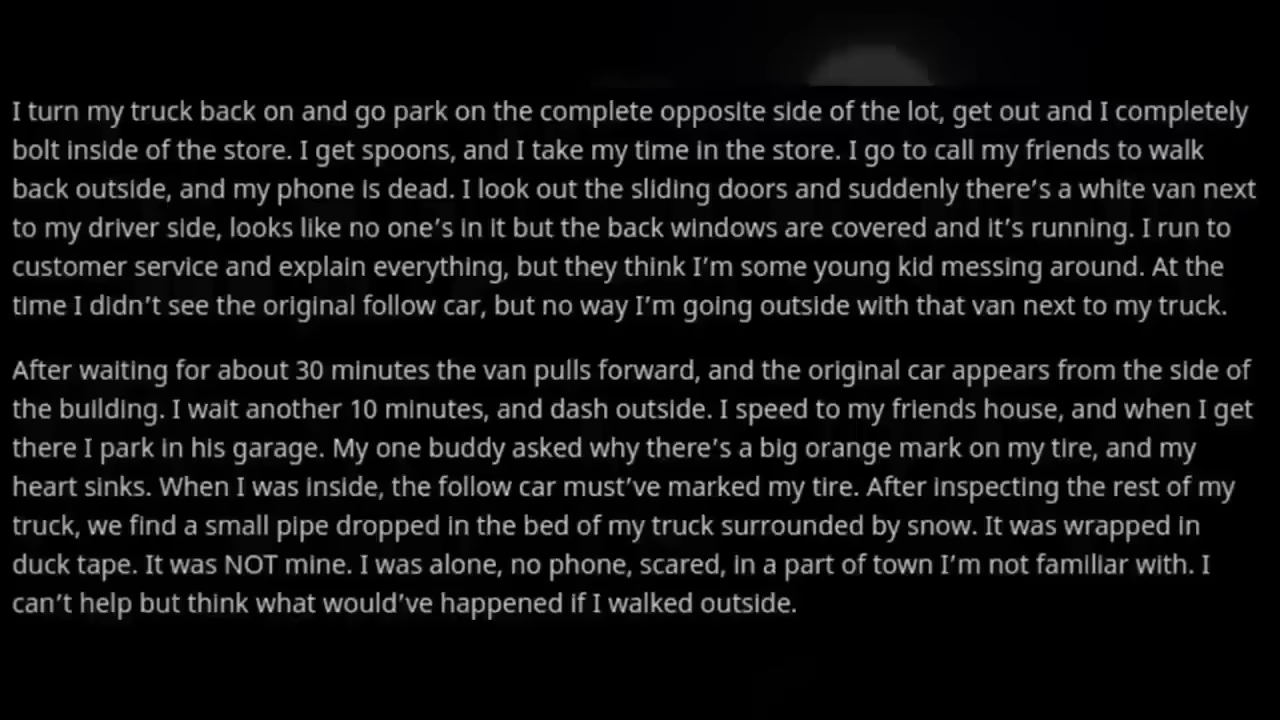 I turn my truck back on and go park on the complete opposite side of the lot, get out and I completely
bolt inside of the store. I get spoons, and I take my time in the store. I go to call my friends to walk
back outside, and my phone is dead. I look out the sliding doors and suddenly there's a white van next
to my driver side, looks like no one's in it but the back windows are covered and it's running. I run to
customer service and explain everything, but they think I'm some young kid messing around. At the
time I didn't see the original follow car, but no way I'm going outside with that van next to my truck.
After waiting for about 30 minutes the van pulls forward, and the original car appears from the side of
the building. I wait another 10 minutes, and dash outside. I speed to my friends house, and when I get
there I park in his garage. My one buddy asked why there's a big orange mark on my tire, and my
heart sinks. When I was inside, the follow car must've marked my tire. After inspecting the rest of my
truck, we find a small pipe dropped in the bed of my truck surrounded by snow. It was wrapped in
duck tape. It was NOT mine. I was alone, no phone, scared, in a part of town I'm not familiar with. I
can't help but think what would've happened if I walked outside.